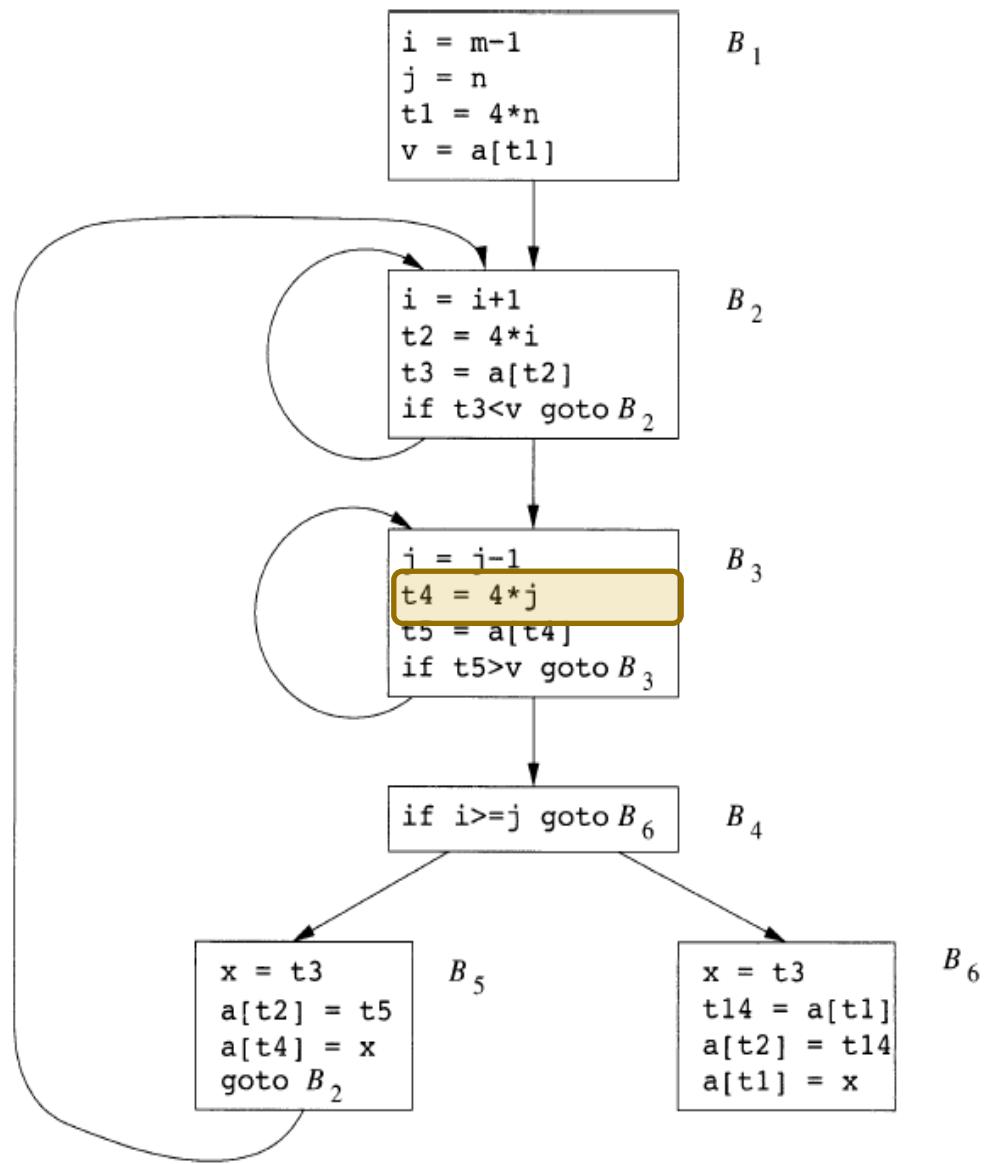 i = m-1
j = n
t1 = 4*n
v = a[t1]
B1
i = i+1
t2 = 4*i
t3 = a[t2]
if t3<v goto B2
B2
j = j-1
t4 = 4*j
t5 = a[t4]
if t5>v goto B3
B3
if i>=j goto B6
B4
x = t3
a[t2] = t5
a[t4] = x
goto B2
B5
x = t3
t14 = a[t1]
a[t2] = t14
a[t1] = x
B6